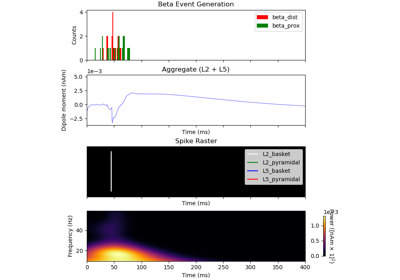 Beta Event Generation
4
2
0
Counts
beta_dist
beta_prox
Aggregate (L2 + L5)
1e−3
5.0
2.5
0.0
−2.5
Dipole moment (nAm)
Time (ms)
Spike Raster
L2_basket
L2_pyramidal
L5_basket
L5_pyramidal
Time (ms)
40
20
Frequency (Hz)
0 50 100 150 200 250 300 350 400
Time (ms)
1e−3
1.0
0.5
0.0